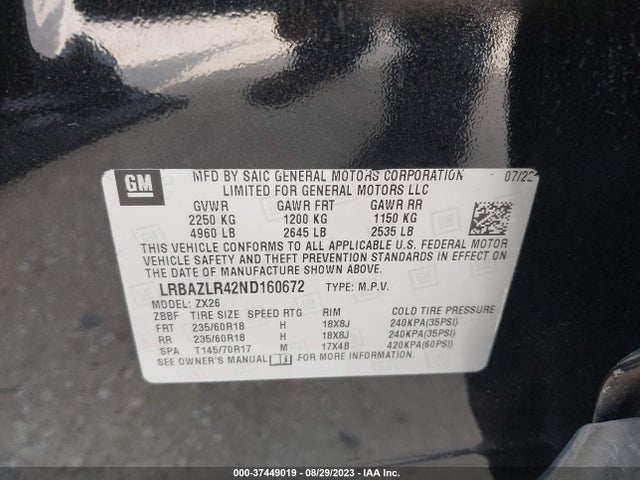 GM
MFD BY SAIC GENERAL MOTORS CORPORATION 07/22
LIMITED FOR GENERAL MOTORS LLC
GVWR GAWR FRT GAWR RR
2250 KG 1200 KG 1150 KG
4960 LB 2645 LB 2535 LB
THIS VEHICLE CONFORMS TO ALL APPLICABLE U.S. FEDERAL MOTOR
VEHICLE SAFETY AND THEFT PREVENTION STANDARDS IN EFFECT ON
THE DATE OF MANUFACTURE SHOWN ABOVE.
LRBAZLR42ND160672 TYPE: M.P.V.
MODEL: ZX26
ZBBF TIRE SIZE SPEED RTG RIM COLD TIRE PRESSURE
FRT 235/60R18 H 18X8J 240KPA(35PSI)
RR 235/60R18 H 18X8J 240KPA(35PSI)
SPA T145/70R17 M 17X4B 420KPA(60PSI)
SEE OWNER'S MANUAL FOR MORE INFORMATION.
000-37449019 - 08/29/2023 - IAA Inc.